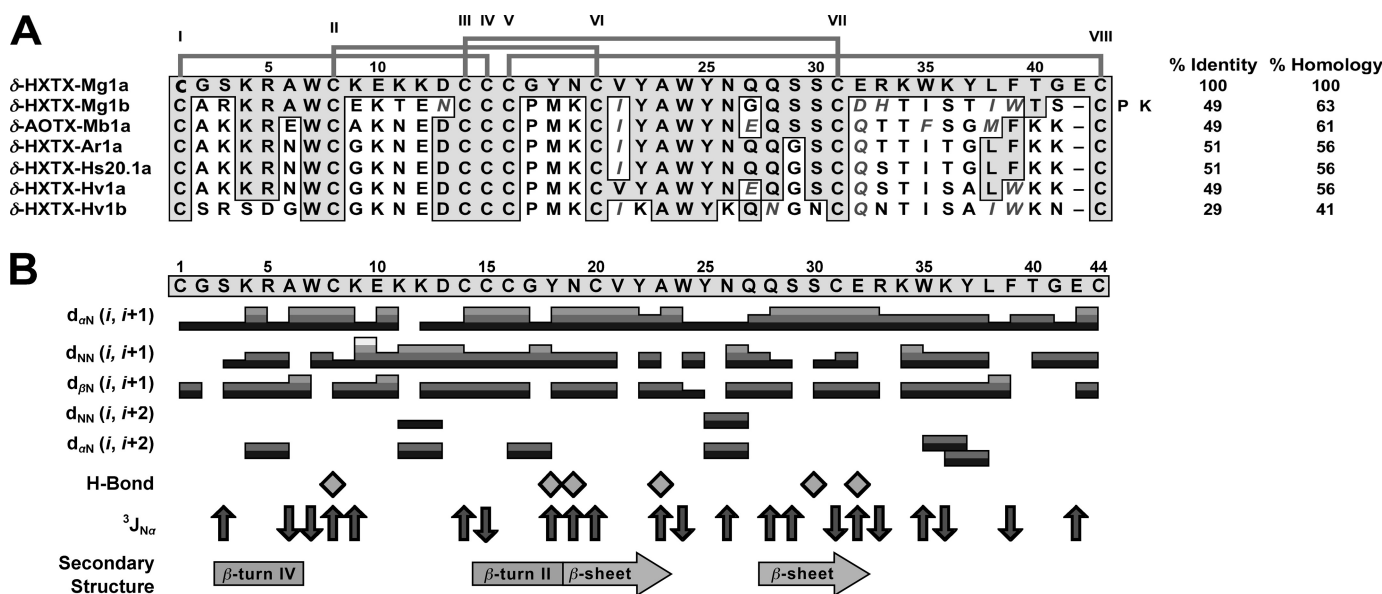 A
I II III IV V VI VII VIII
5 10 25 35 40
% Identity % Homology
δ-HXTX-Mg1a C G S K R A W C K E K K D C C C G Y N C V Y A W Y N Q Q S S C E R K W K Y L F T G E C 100 100
δ-HXTX-Mg1b C A R K R A W C E K T E N C C C P M K C I Y A W Y N G Q S S C D H T I S T I W T S – C P K 49 63
δ-AOTX-Mb1a C A K K R E W C A K N E D C C C P M K C I Y A W Y N E Q S S C Q T T F S G M F K K – C 49 61
δ-HXTX-Ar1a C A K K R N W C G K N E D C C C P M K C I Y A W Y N Q Q G S C Q T T I T G L F K K – C 51 56
δ-HXTX-Hs20.1a C A K K R N W C G K N E D C C C P M K C I Y A W Y N Q Q G S C Q S T I T G L F K K – C 51 56
δ-HXTX-Hv1a C A K K R N W C G K N E D C C C P M K C V Y A W Y N E Q G S C Q S T I S A L W K K – C 49 56
δ-HXTX-Hv1b C S R S D G W C G K N E D C C C P M K C I K A W Y K Q N G N C Q N T I S A I W K N – C 29 41
B
1 5 10 15 20 25 30 35 40 44
C G S K R A W C K E K K D C C C G Y N C V Y A W Y N Q Q S S C E R K W K Y L F T G E C
dαN (i, i+1)
dNN (i, i+1)
dβN (i, i+1)
dNN (i, i+2)
dαN (i, i+2)
H-Bond
³JNα
Secondary Structure β-turn IV β-turn II β-sheet β-sheet